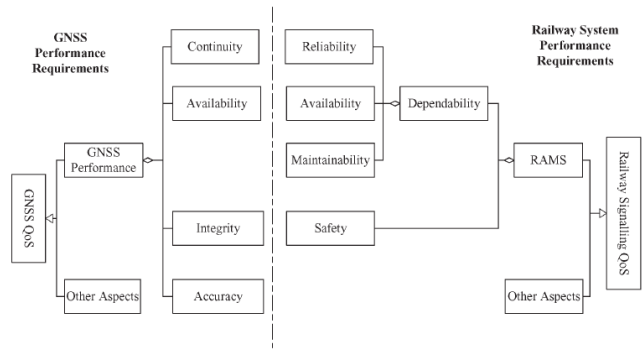 GNSS
Performance
Requirements
Continuity
Availability
GNSS
Performance
GNSS QoS
Integrity
Other Aspects
Accuracy
Railway System
Performance
Requirements
Reliability
Availability
Dependability
Maintainability
RAMS
Railway Signalling QoS
Safety
Other Aspects